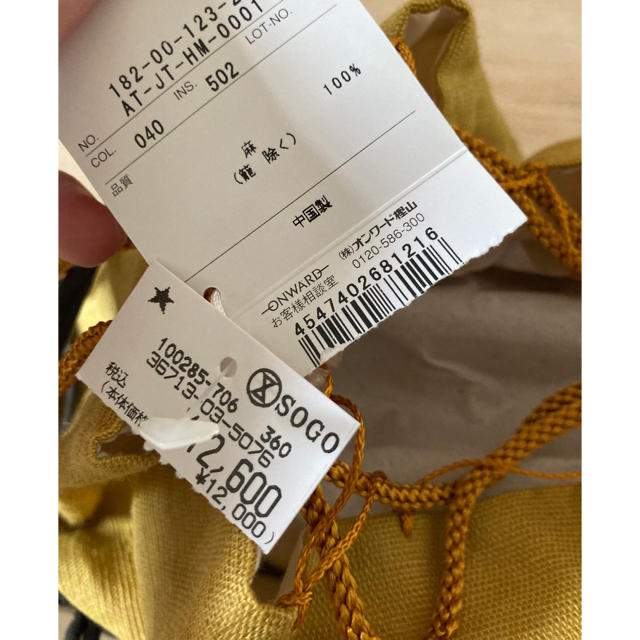 NO. 182-00-123-
AT-JT-HM-0001
COL. 040 INS. 502 LOT-NO.
品質
麻 100%
(籠 除く)
中国製
ONWARD (株)オンワード樫山
お客様相談室 0120-586-300
4547402681216
★
SOGO
100285-706 360
36713-03-5076
税込 12,600
(本体価格 ¥12,000)